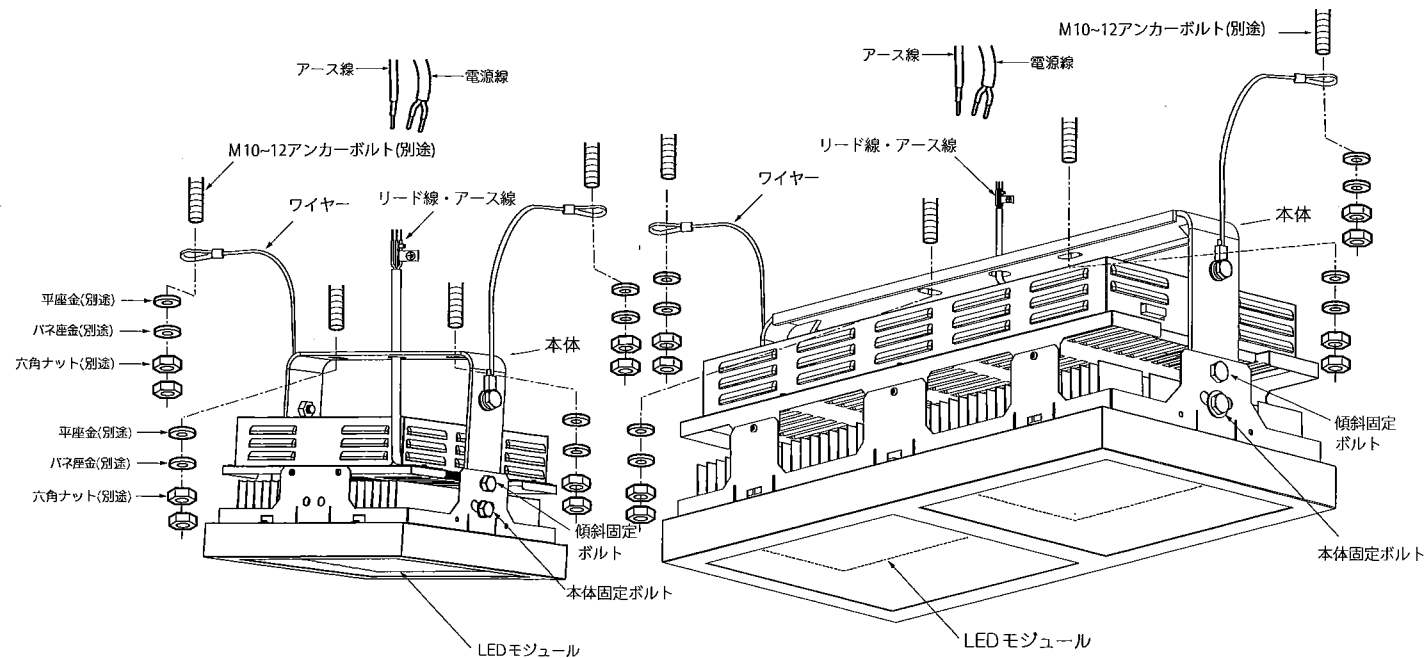 アース線
電源線
M10~12アンカーボルト(別途)
ワイヤー
リード線・アース線
平座金(別途)
バネ座金(別途)
六角ナット(別途)
本体
平座金(別途)
バネ座金(別途)
六角ナット(別途)
傾斜固定
ボルト
本体固定ボルト
LEDモジュール
M10~12アンカーボルト(別途)
アース線
電源線
リード線・アース線
ワイヤー
本体
傾斜固定
ボルト
本体固定ボルト
LEDモジュール